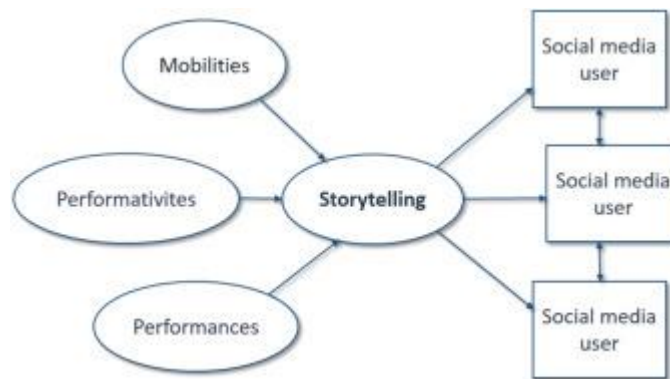 Mobilities
Performativites
Performances
Storytelling
Social media
user
Social media
user
Social media
user